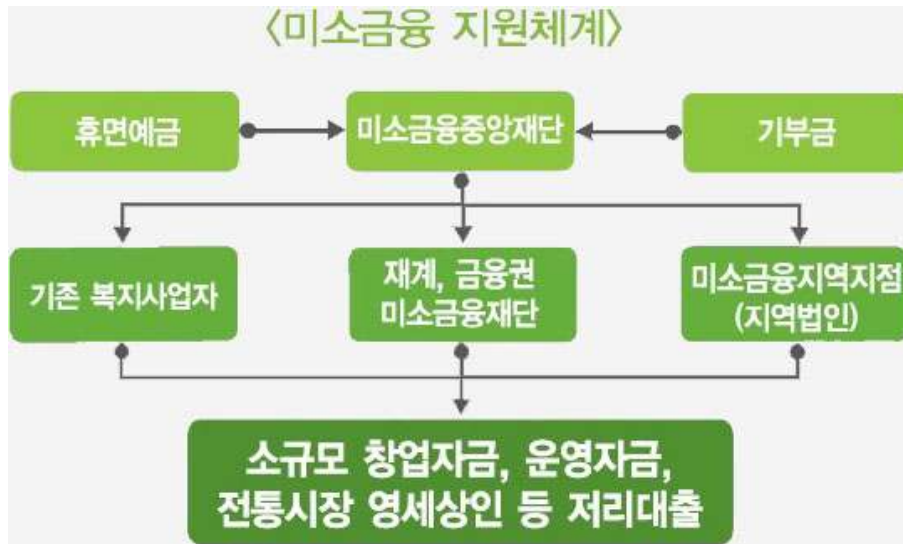 〈미소금융 지원체계〉
휴면예금
미소금융중앙재단
기부금
기존 복지사업자
재계, 금융권
미소금융재단
미소금융지역지점
(지역법인)
소규모 창업자금, 운영자금,
전통시장 영세상인 등 저리대출